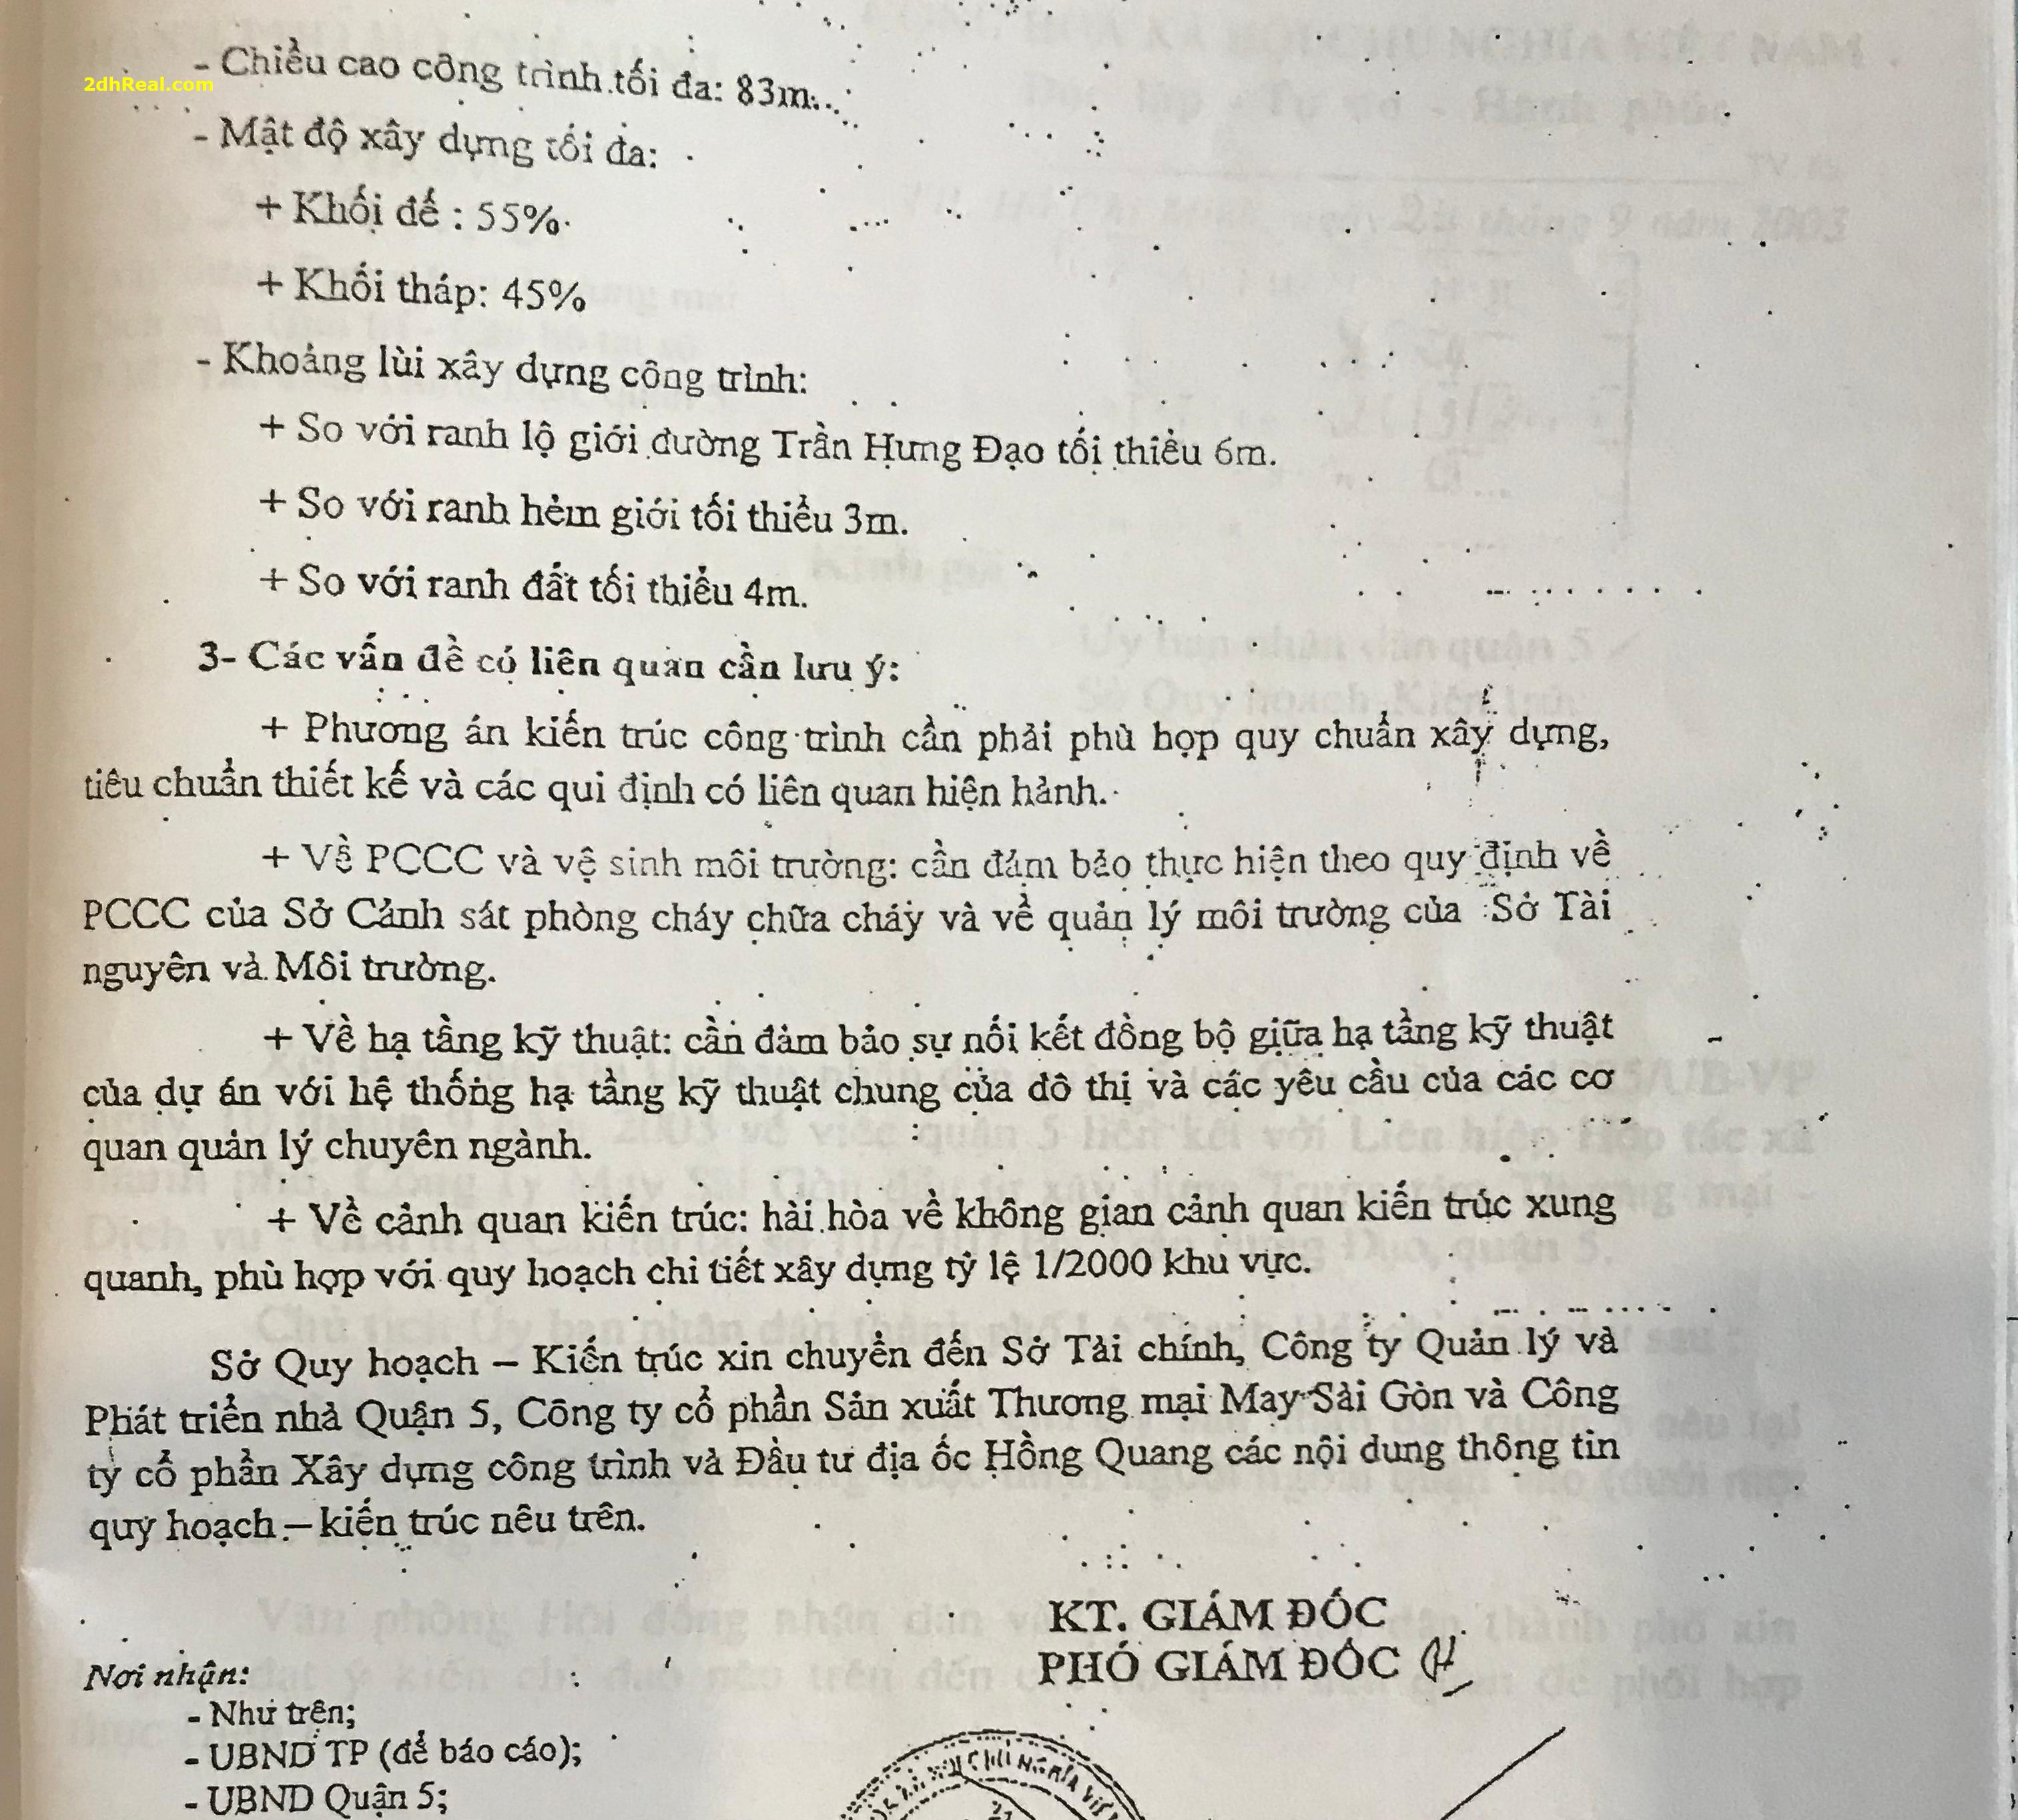 - Chiều cao công trình tối đa: 83m.
2dhReal.com
- Mật độ xây dựng tối đa:
+ Khối đế : 55%
+ Khối tháp: 45%
- Khoảng lùi xây dựng công trình:
+ So với ranh lộ giới đường Trần Hưng Đạo tối thiểu 6m.
+ So với ranh hẻm giới tối thiểu 3m.
+ So với ranh đất tối thiểu 4m.
3- Các vấn đề có liên quan cần lưu ý:
+ Phương án kiến trúc công trình cần phải phù hợp quy chuẩn xây dựng,
tiêu chuẩn thiết kế và các qui định có liên quan hiện hành.
+ Về PCCC và vệ sinh môi trường: cần đảm bảo thực hiện theo quy định về
PCCC của Sở Cảnh sát phòng cháy chữa cháy và về quản lý môi trường của Sở Tài
nguyên và Môi trường.
+ Về hạ tầng kỹ thuật: cần đảm bảo sự nối kết đồng bộ giữa hạ tầng kỹ thuật
của dự án với hệ thống hạ tầng kỹ thuật chung của đô thị và các yêu cầu của các cơ
quan quản lý chuyên ngành.
+ Về cảnh quan kiến trúc: hài hòa về không gian cảnh quan kiến trúc xung
quanh, phù hợp với quy hoạch chi tiết xây dựng tỷ lệ 1/2000 khu vực.
Sở Quy hoạch – Kiến trúc xin chuyển đến Sở Tài chính, Công ty Quản lý và
Phát triển nhà Quận 5, Công ty cổ phần Sản xuất Thương mại May Sài Gòn và Công
ty cổ phần Xây dựng công trình và Đầu tư địa ốc Hồng Quang các nội dung thông tin
quy hoạch – kiến trúc nêu trên.
KT. GIÁM ĐỐC
PHÓ GIÁM ĐỐC
Nơi nhận:
- Như trên;
- UBND TP (để báo cáo);
- UBND Quận 5;